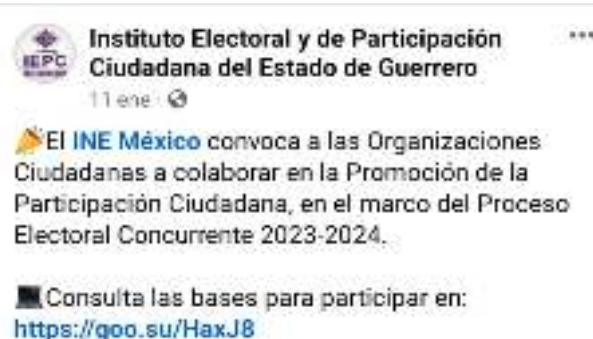 Instituto Electoral y de Participación
Ciudadana del Estado de Guerrero
IEPC
11 ene
El INE México convoca a las Organizaciones
Ciudadanas a colaborar en la Promoción de la
Participación Ciudadana, en el marco del Proceso
Electoral Concurrente 2023-2024.
Consulta las bases para participar en:
https://goo.su/HaxJ8